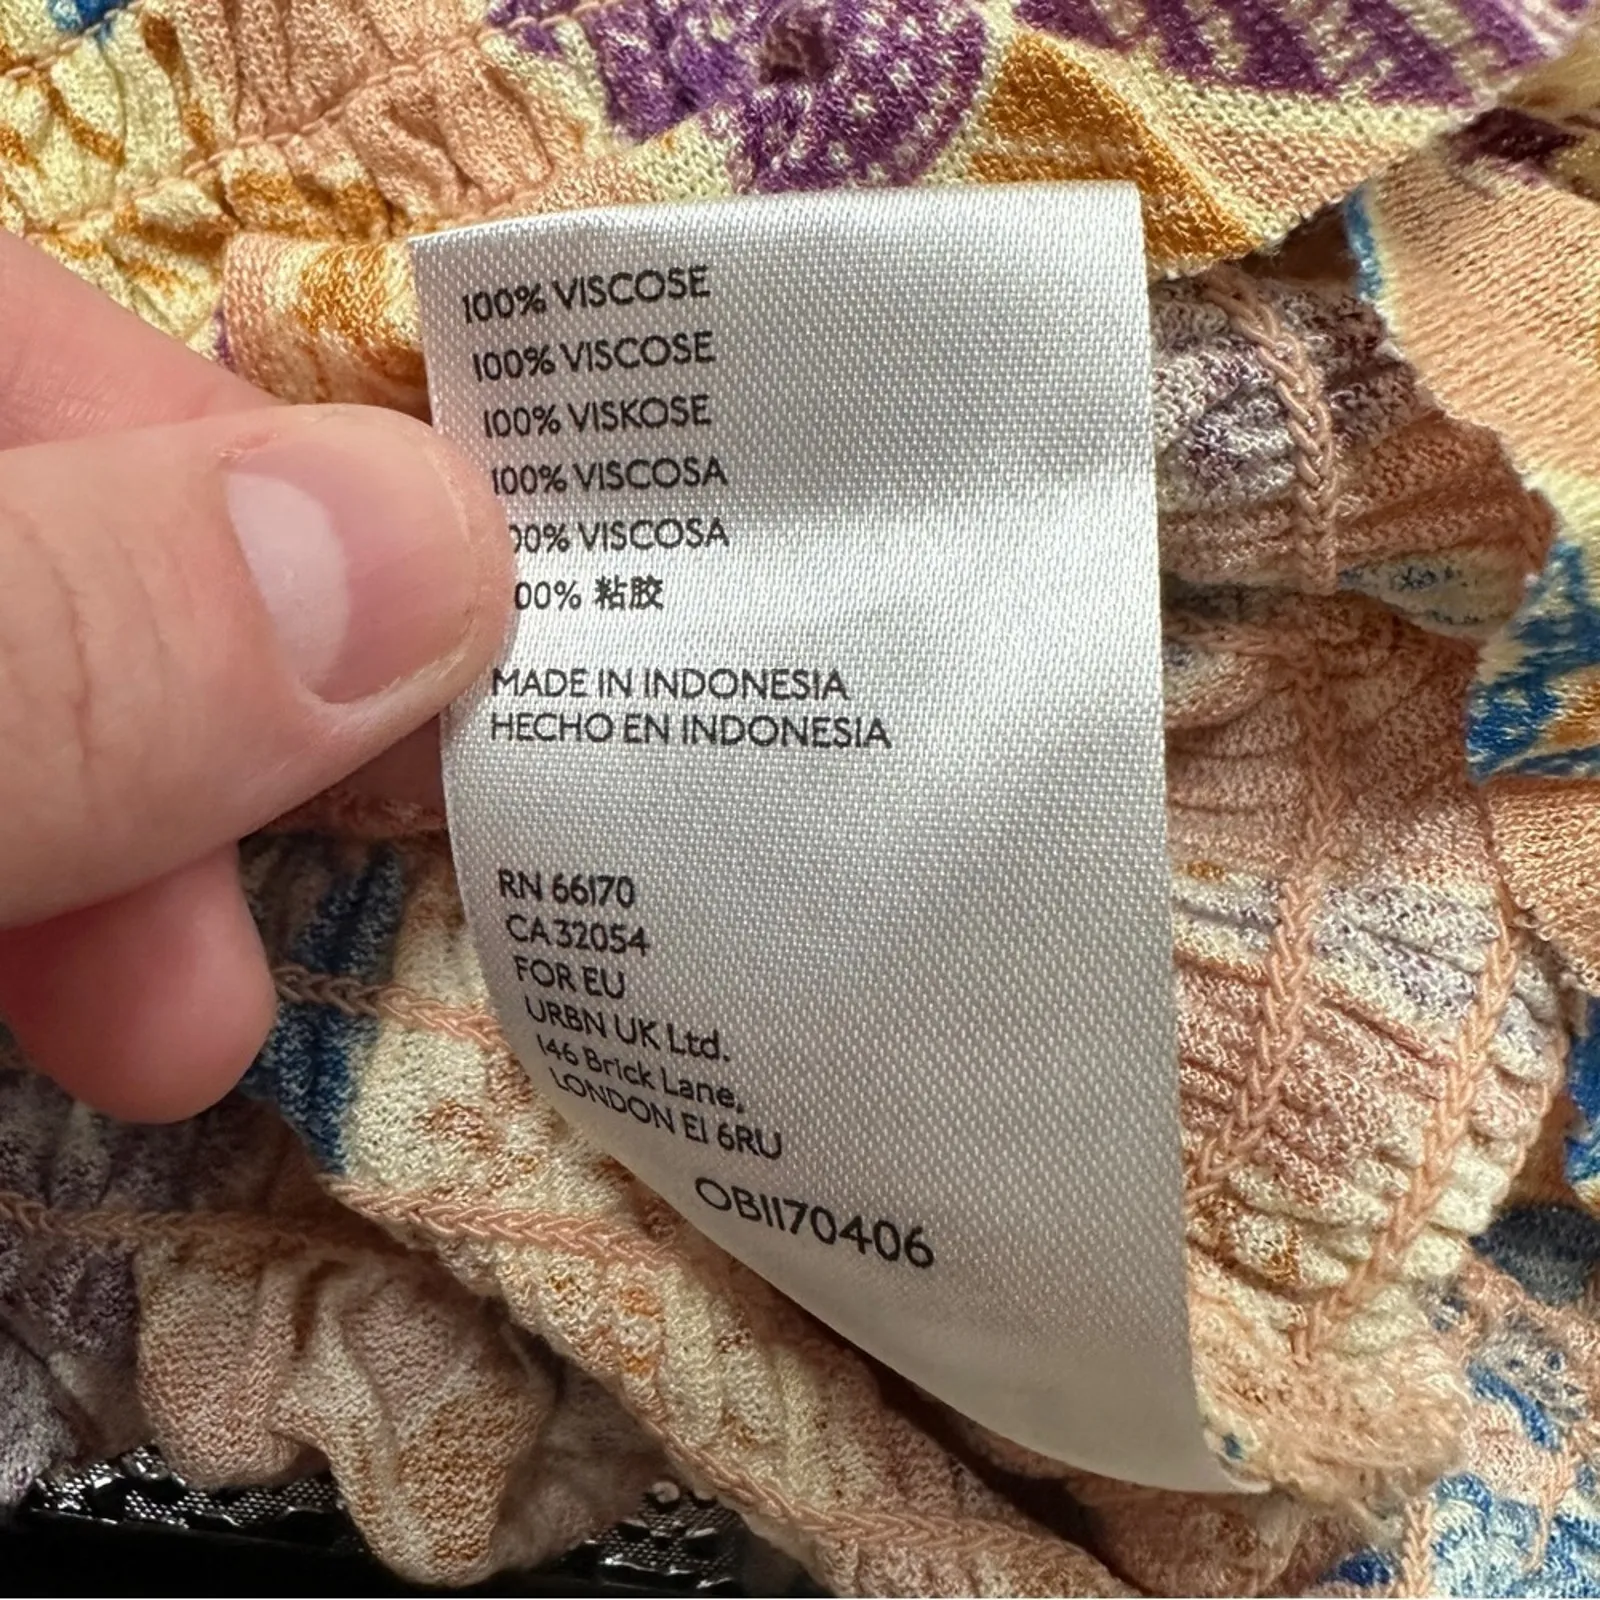 100% VISCOSE
100% VISCOSE
100% VISKOSE
100% VISCOSA
00% VISCOSA
00% 粘胶
MADE IN INDONESIA
HECHO EN INDONESIA
RN 66170
CA 32054
FOR EU
URBN UK Ltd.
146 Brick Lane,
LONDON E1 6RU
OB1170406